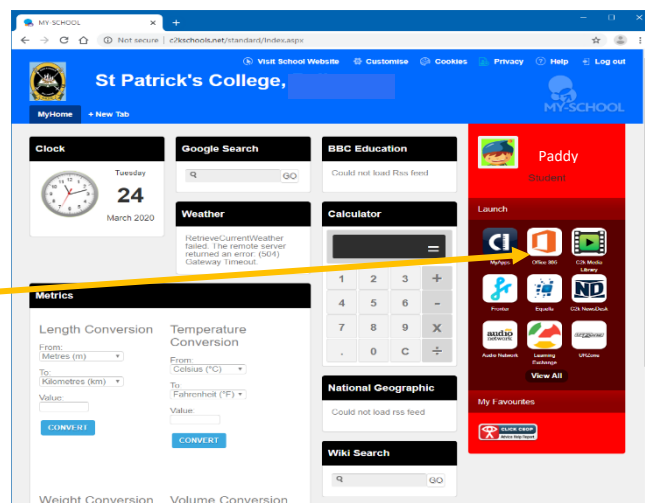 MY-SCHOOL
Not secure | c2kschools.net/standard/Index.aspx
Visit School Website Customise Cookies Privacy Help Log out
St Patrick's College,
MY-SCHOOL
MyHome + New Tab
Clock
Tuesday
24
March 2020
Google Search
GO
Weather
RetrieveCurrentWeather
failed. The remote server
returned an error: (504)
Gateway Timeout.
BBC Education
Could not load Rss feed
Calculator
=
1 2 3 +
4 5 6 -
7 8 9 X
. 0 C ÷
National Geographic
Could not load rss feed
Wiki Search
GO
Metrics
Length Conversion
From:
Metres (m)
To:
Kilometres (km)
Value:
CONVERT
Temperature
Conversion
From:
Celsius (°C)
To:
Fahrenheit (°F)
Value:
CONVERT
Weight Conversion
Volume Conversion
Paddy
Student
Launch
MyApps
Office 365
C2k Media
Library
Fronter
Equella
C2k NewsDesk
audio
network
Audio Network
Learning
Exchange
UFIZone
View All
My Favourites
CLICK CEOP